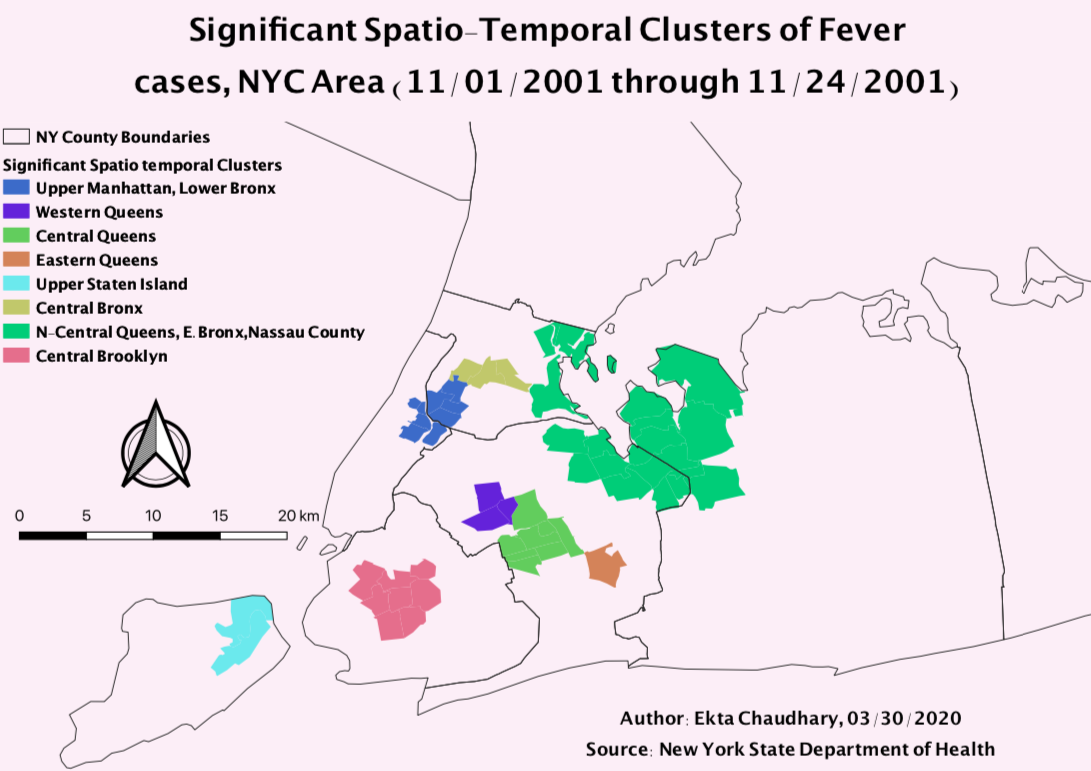 Significant Spatio-Temporal Clusters of Fever
cases, NYC Area (11/01/2001 through 11/24/2001)
NY County Boundaries
Significant Spatio temporal Clusters
Upper Manhattan, Lower Bronx
Western Queens
Central Queens
Eastern Queens
Upper Staten Island
Central Bronx
N-Central Queens, E. Bronx,Nassau County
Central Brooklyn
0 5 10 15 20 km
Author: Ekta Chaudhary, 03/30/2020
Source: New York State Department of Health